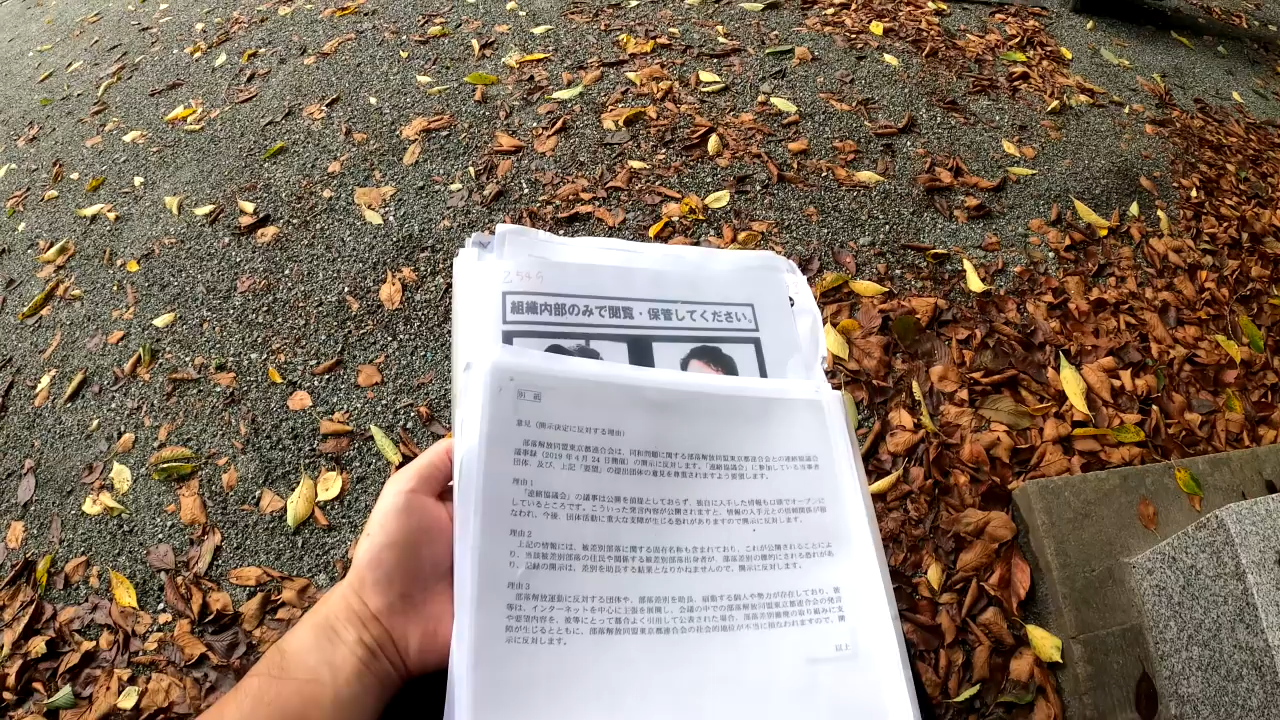 2546
組織内部のみで閲覧・保管してください。
別 紙
意見（開示決定に反対する理由）
部落解放同盟東京都連合会は、同和問題に関する部落解放同盟東京都連合会との連絡協議会
議事録（2019年4月24日開催）の開示に反対します。「連絡協議会」に参加している当事者
団体、及び、上記「要望」の提出団体の意見を尊重されますよう要望します。
理由1
「連絡協議会」の議事は公開を前提としておらず、独自に入手した情報も口頭でオープンに
しているところです。こういった発言内容が公開されますと、情報の入手元との信頼関係が損
なわれ、今後、団体活動に重大な支障が生じる恐れがありますので開示に反対します。
理由2
上記の情報には、被差別部落に関する固有名称も含まれており、これが公開されることによ
り、当該被差別部落の住民や関係する被差別部落出身者が、部落差別の標的にされる恐れがあ
り、記録の開示は、差別を助長する結果となりかねませんので、開示に反対します。
理由3
部落解放運動に反対する団体や、部落差別を助長、扇動する個人や勢力が存在しており、彼
等は、インターネットを中心に主張を展開し、会議の中での部落解放同盟東京都連合会の発言
や要望内容を、彼等にとって都合よく引用して公表された場合、部落差別撤廃の取り組みに支
障が生じるとともに、部落解放同盟東京都連合会の社会的地位が不当に損なわれますので、開
示に反対します。
以上